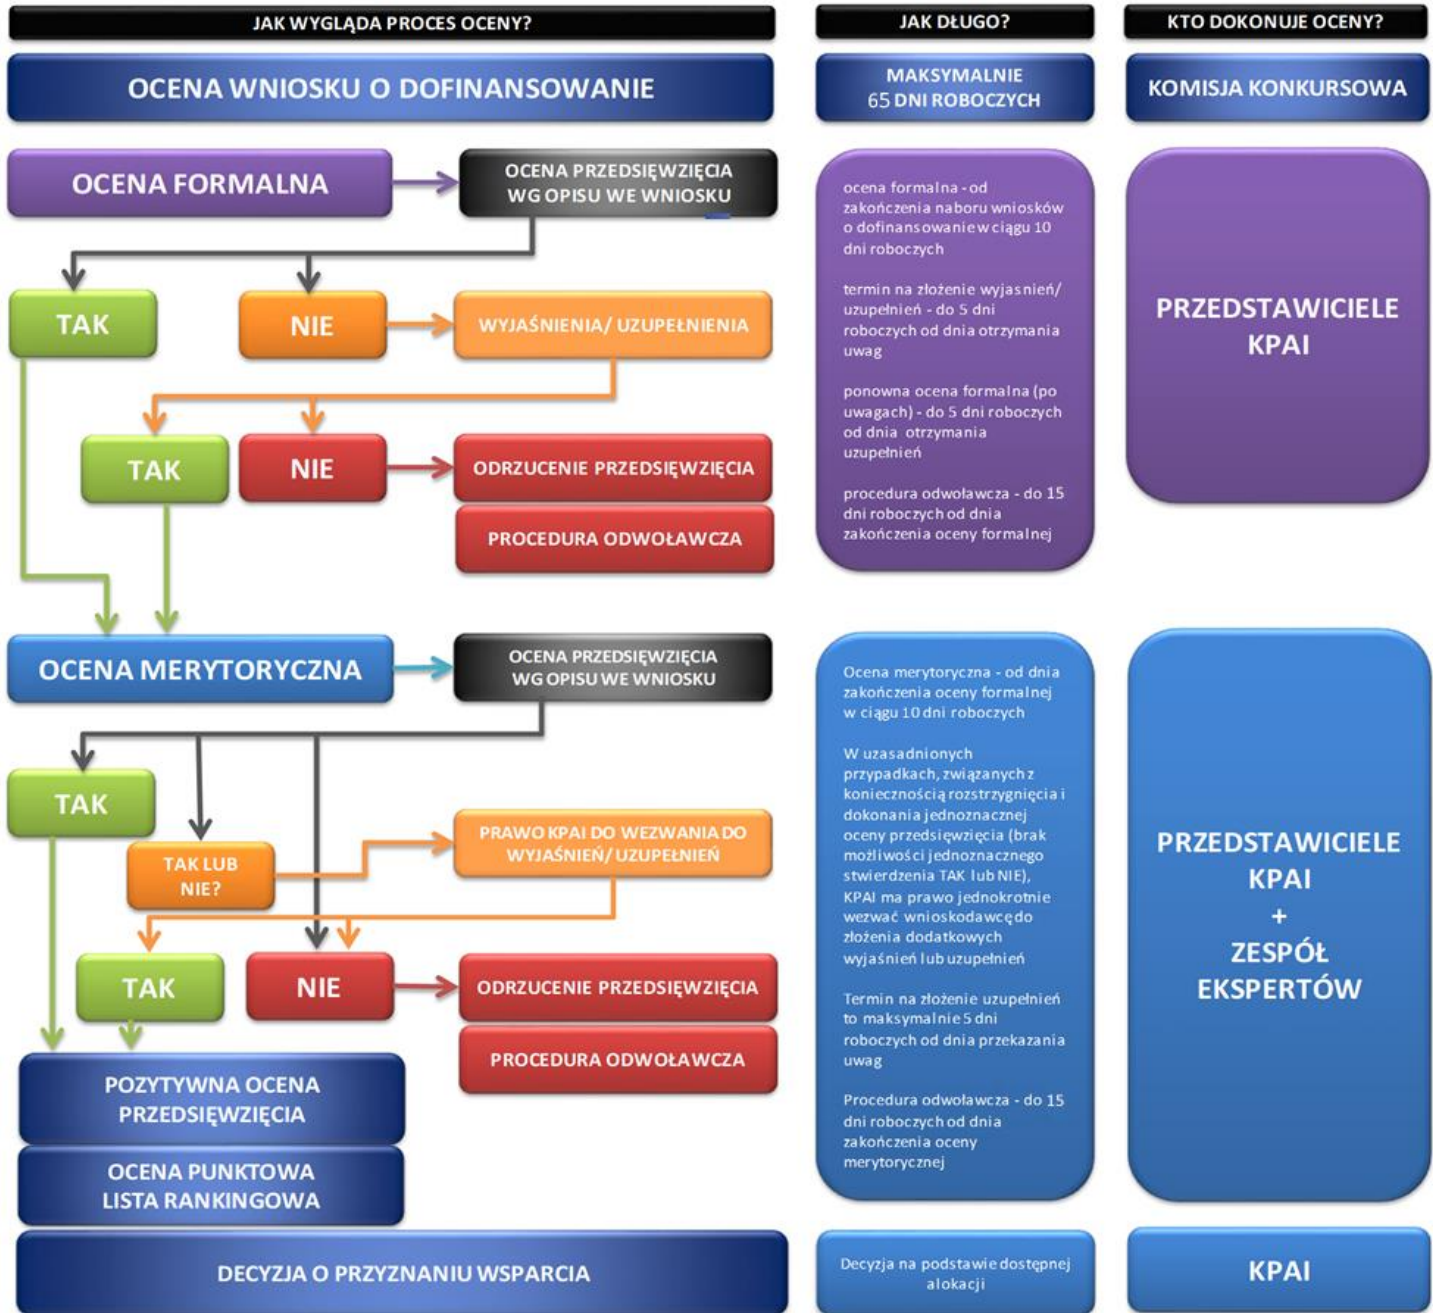 JAK WYGLĄDA PROCES OCENY?
JAK DŁUGO?
KTO DOKONUJE OCENY?
OCENA WNIOSKU O DOFINANSOWANIE
MAKSYMALNIE
65 DNI ROBOCZYCH
KOMISJA KONKURSOWA
OCENA FORMALNA
OCENA PRZEDSIĘWZIĘCIA
WG OPISU WE WNIOSKU
TAK
NIE
WYJAŚNIENIA/ UZUPEŁNIENIA
TAK
NIE
ODRZUCENIE PRZEDSIĘWZIĘCIA
PROCEDURA ODWOŁAWCZA
ocena formalna - od
zakończenia naboru wniosków
o dofinansowanie w ciągu 10
dni roboczych
termin na złożenie wyjasnień/
uzupełnień - do 5 dni
roboczych od dnia otrzymania
uwag
ponowna ocena formalna (po
uwagach) - do 5 dni roboczych
od dnia otrzymania
uzupełnień
procedura odwoławcza - do 15
dni roboczych od dnia
zakończenia oceny formalnej
PRZEDSTAWICIELE
KPAI
OCENA MERYTORYCZNA
OCENA PRZEDSIĘWZIĘCIA
WG OPISU WE WNIOSKU
TAK
TAK LUB
NIE?
PRAWO KPAI DO WEZWANIA DO
WYJAŚNIEŃ/ UZUPEŁNIEŃ
TAK
NIE
ODRZUCENIE PRZEDSIĘWZIĘCIA
PROCEDURA ODWOŁAWCZA
POZYTYWNA OCENA
PRZEDSIĘWZIĘCIA
OCENA PUNKTOWA
LISTA RANKINGOWA
Ocena merytoryczna - od dnia
zakończenia oceny formalnej
w ciągu 10 dni roboczych
W uzasadnionych
przypadkach, związanych z
koniecznością rozstrzygnięcia i
dokonania jednoznacznej
oceny przedsięwzięcia (brak
możliwości jednoznacznego
stwierdzenia TAK lub NIE),
KPAI ma prawo jednokrotnie
wezwać wnioskodawcę do
złożenia dodatkowych
wyjaśnień lub uzupełnień
Termin na złożenie uzupełnień
to maksymalnie 5 dni
roboczych od dnia przekazania
uwag
Procedura odwoławcza - do 15
dni roboczych od dnia
zakończenia oceny
merytorycznej
PRZEDSTAWICIELE
KPAI
+
ZESPÓŁ
EKSPERTÓW
DECYZJA O PRZYZNANIU WSPARCIA
Decyzja na podstawie dostępnej
alokacji
KPAI